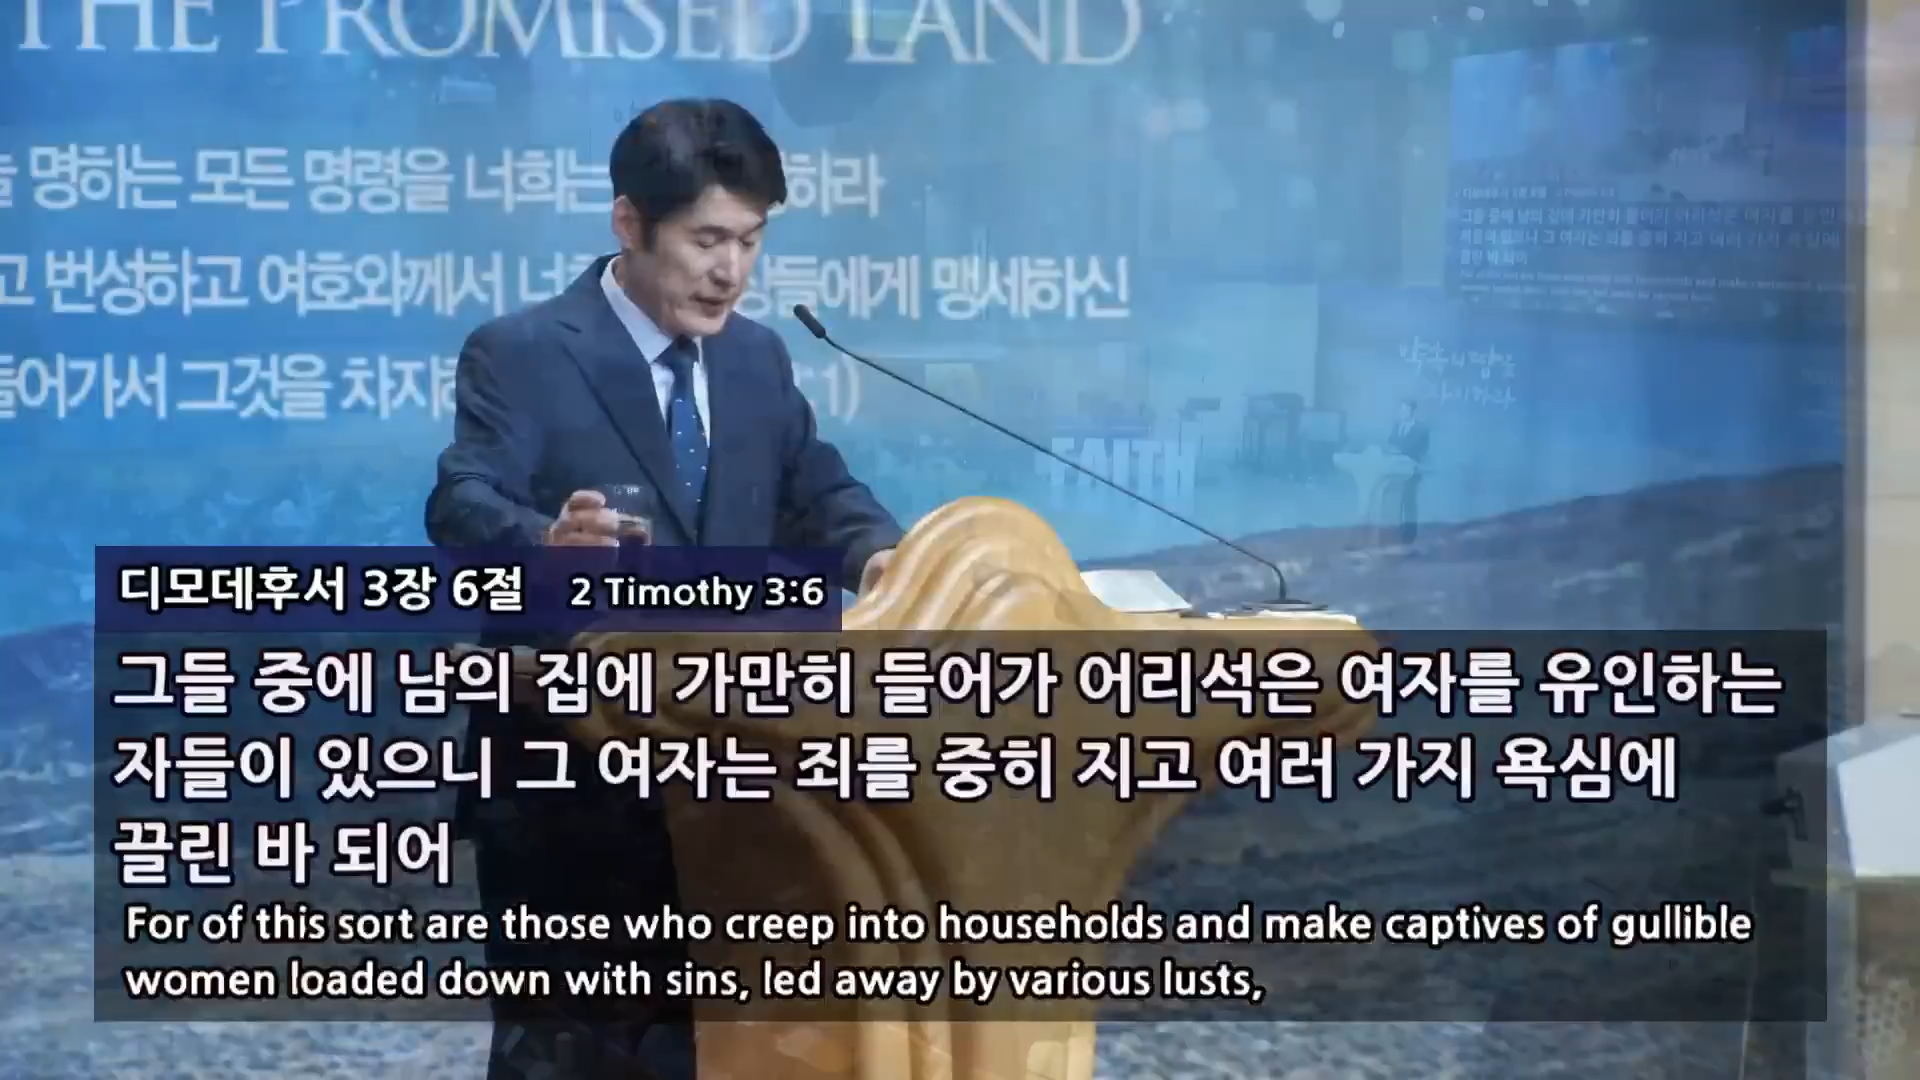 THE PROMISED LAND
명하는 모든 명령을 너희는 하라
고 번성하고 여호와께서 맹세하신
들어가서 그것을 차지
1)
FAITH
디모데후서 3장 6절 2 Timothy 3:6
그들 중에 남의 집에 가만히 들어가 어리석은 여자를 유인하는
자들이 있으니 그 여자는 죄를 중히 지고 여러 가지 욕심에
끌린 바 되어
For of this sort are those who creep into households and make captives of gullible
women loaded down with sins, led away by various lusts,